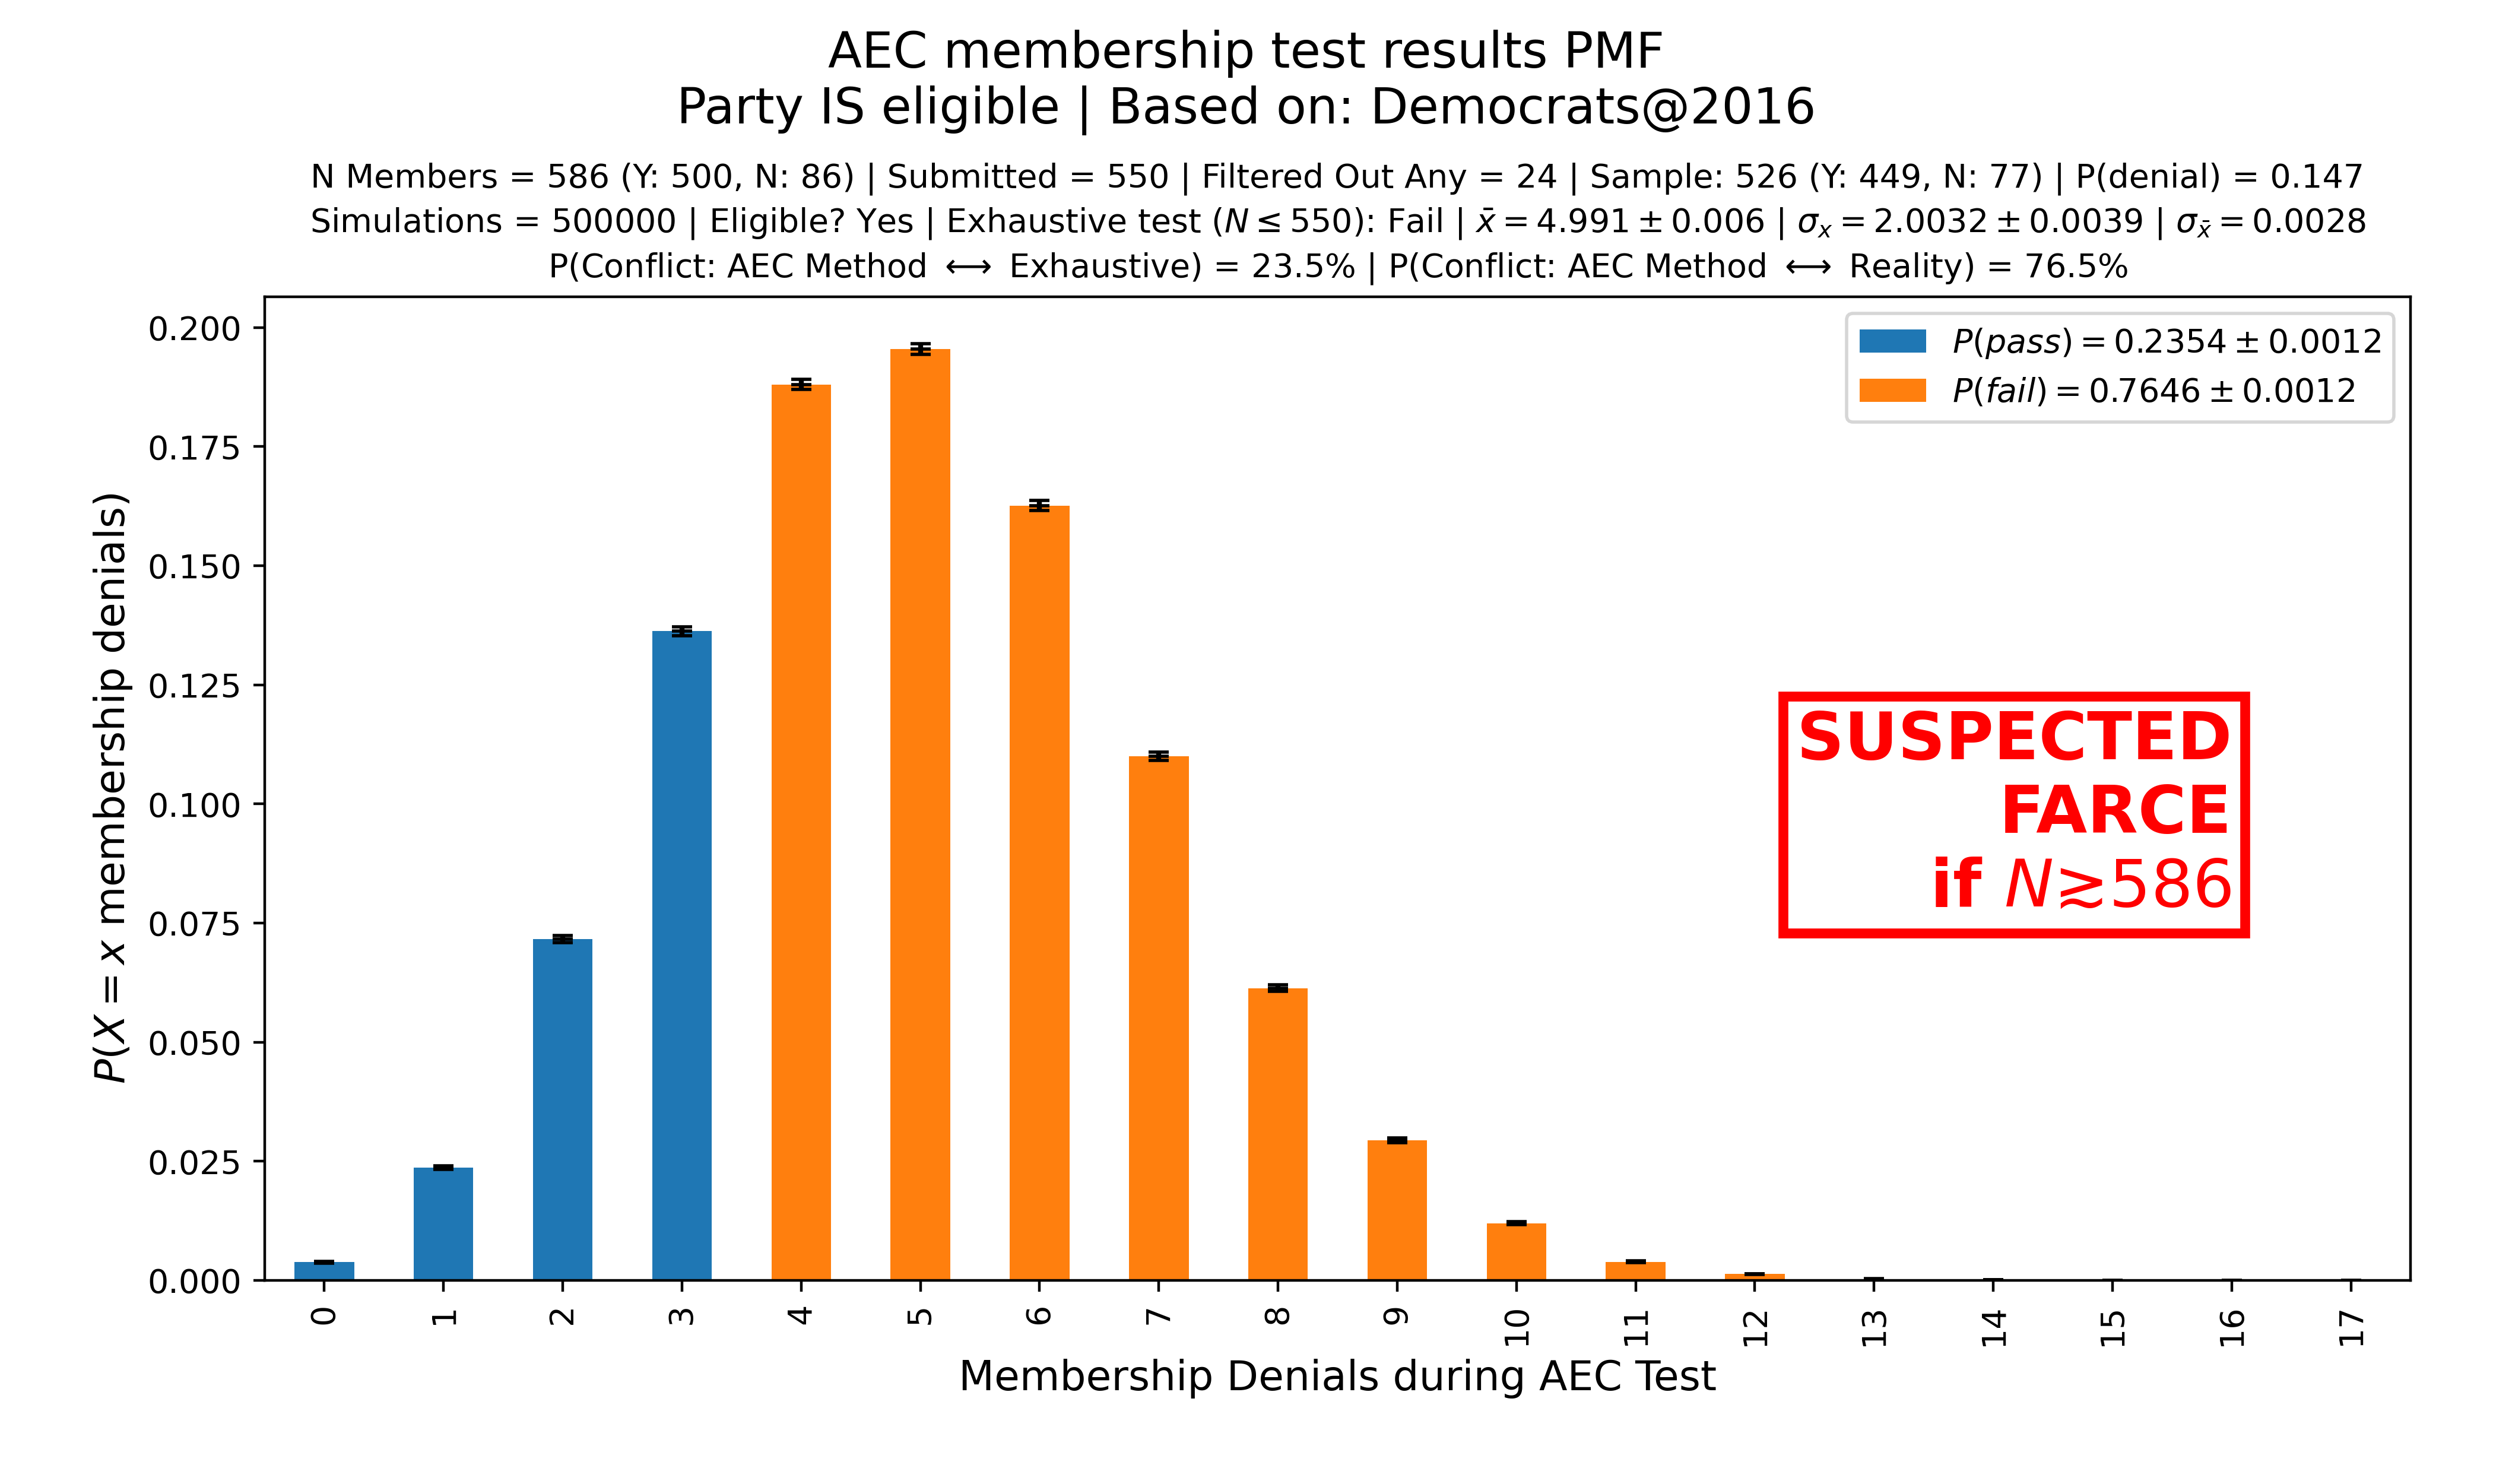 AEC membership test results PMF
Party IS eligible | Based on: Democrats@2016
N Members = 586 (Y: 500, N: 86) | Submitted = 550 | Filtered Out Any = 24 | Sample: 526 (Y: 449, N: 77) | P(denial) = 0.147
Simulations = 500000 | Eligible? Yes | Exhaustive test (N ≤ 550): Fail | x̄ = 4.991 ± 0.006 | σₓ = 2.0032 ± 0.0039 | σ_x̄ = 0.0028
P(Conflict: AEC Method ⟷ Exhaustive) = 23.5% | P(Conflict: AEC Method ⟷ Reality) = 76.5%
P(pass) = 0.2354 ± 0.0012
P(fail) = 0.7646 ± 0.0012
P(X = x membership denials)
0.200
0.175
0.150
0.125
0.100
0.075
0.050
0.025
0.000
SUSPECTED
FARCE
if N⪆586
0 1 2 3 4 5 6 7 8 9 10 11 12 13 14 15 16 17
Membership Denials during AEC Test